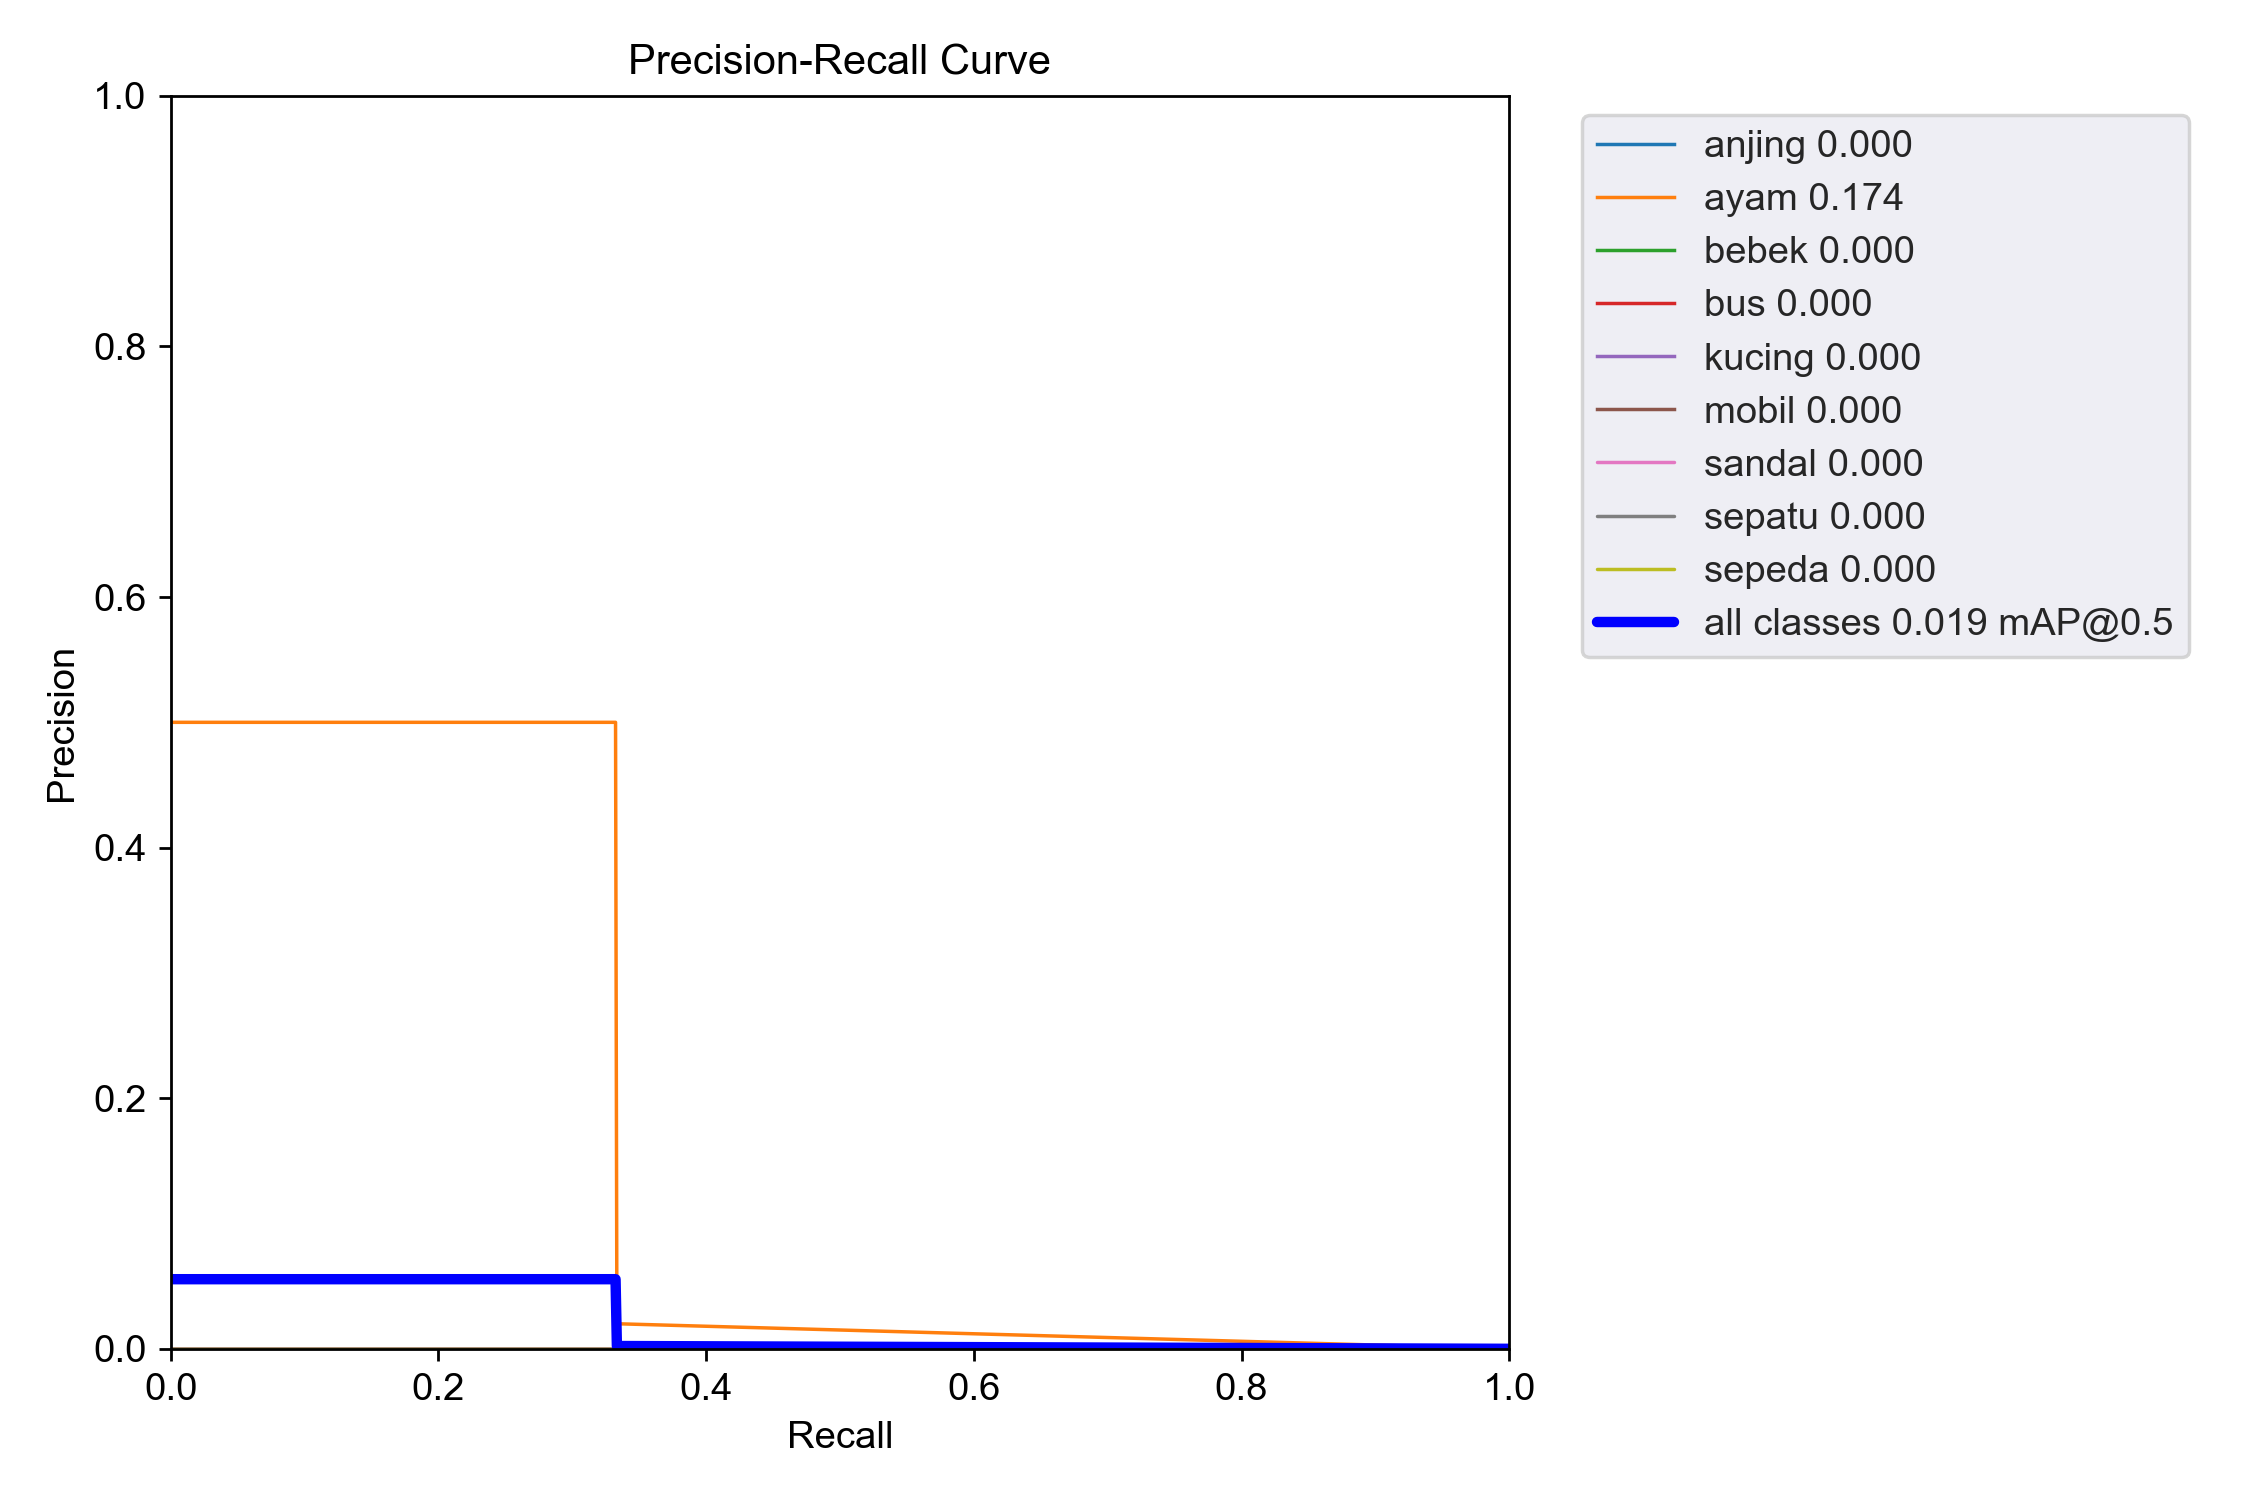 Precision-Recall Curve
1.0
0.8
0.6
0.4
0.2
0.0
Precision
0.0 0.2 0.4 0.6 0.8 1.0
Recall
anjing 0.000
ayam 0.174
bebek 0.000
bus 0.000
kucing 0.000
mobil 0.000
sandal 0.000
sepatu 0.000
sepeda 0.000
all classes 0.019 mAP@0.5